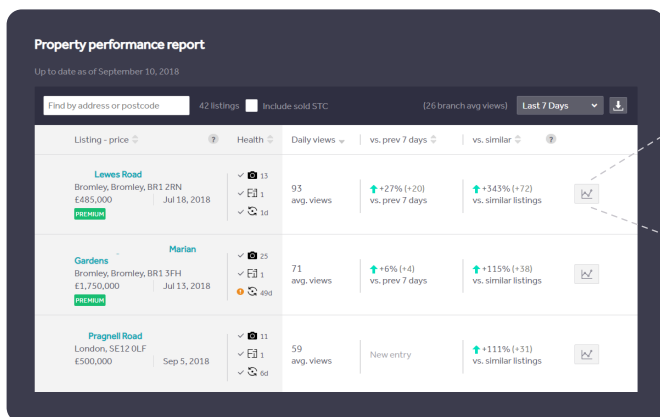 Property performance report
Up to date as of September 10, 2018
Find by address or postcode 42 listings Include sold STC (26 branch avg views) Last 7 Days
Listing - price ? Health Daily views vs. prev 7 days vs. similar ?
Lewes Road
Bromley, Bromley, BR1 2RN
£485,000 Jul 18, 2018
PREMIUM
13
1
1d
93
avg. views
+27% (+20)
vs. prev 7 days
+343% (+72)
vs. similar listings
Marian
Gardens
Bromley, Bromley, BR1 3FH
£1,750,000 Jul 13, 2018
PREMIUM
25
1
49d
71
avg. views
+6% (+4)
vs. prev 7 days
+115% (+38)
vs. similar listings
Pragnell Road
London, SE12 0LF
£500,000 Sep 5, 2018
11
1
6d
59
avg. views
New entry
+111% (+31)
vs. similar listings